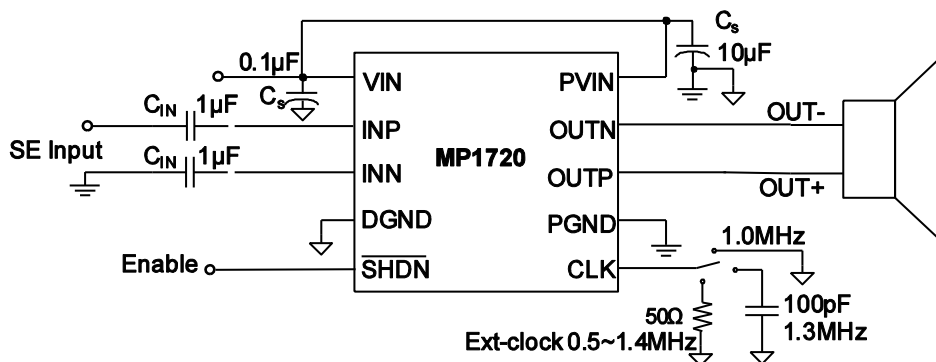 Cs
10µF
0.1µF
Cs
VIN
PVIN
CIN 1µF
INP
OUTN
OUT-
SE Input
MP1720
CIN 1µF
INN
OUTP
OUT+
DGND
PGND
1.0MHz
Enable
SHDN
CLK
100pF
1.3MHz
50Ω
Ext-clock 0.5~1.4MHz